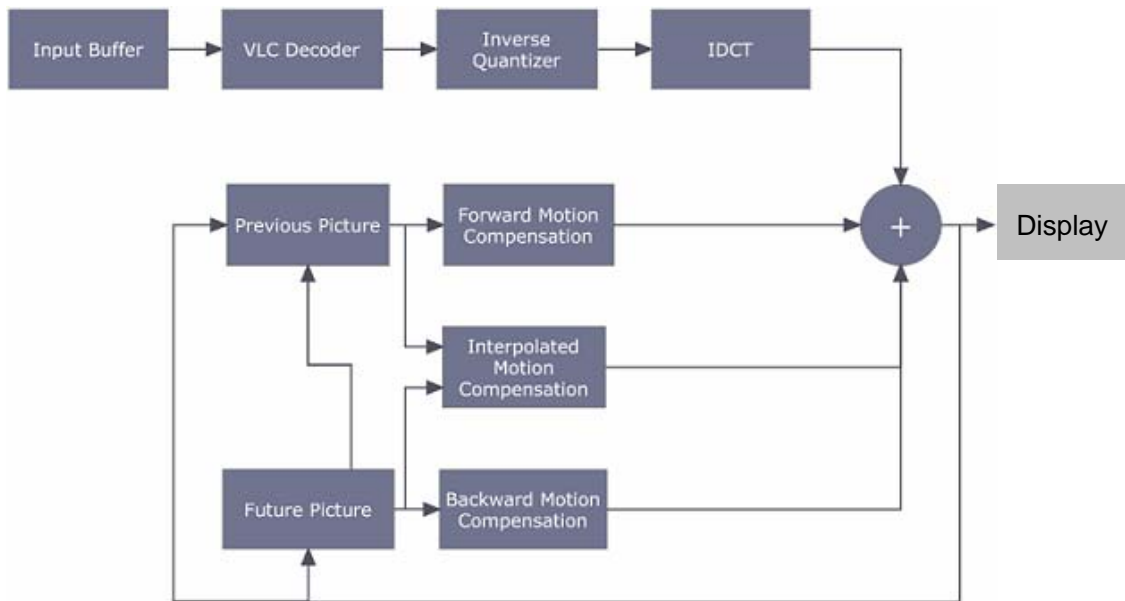 Input Buffer
VLC Decoder
Inverse
Quantizer
IDCT
Previous Picture
Forward Motion
Compensation
+
Display
Interpolated
Motion
Compensation
Future Picture
Backward Motion
Compensation